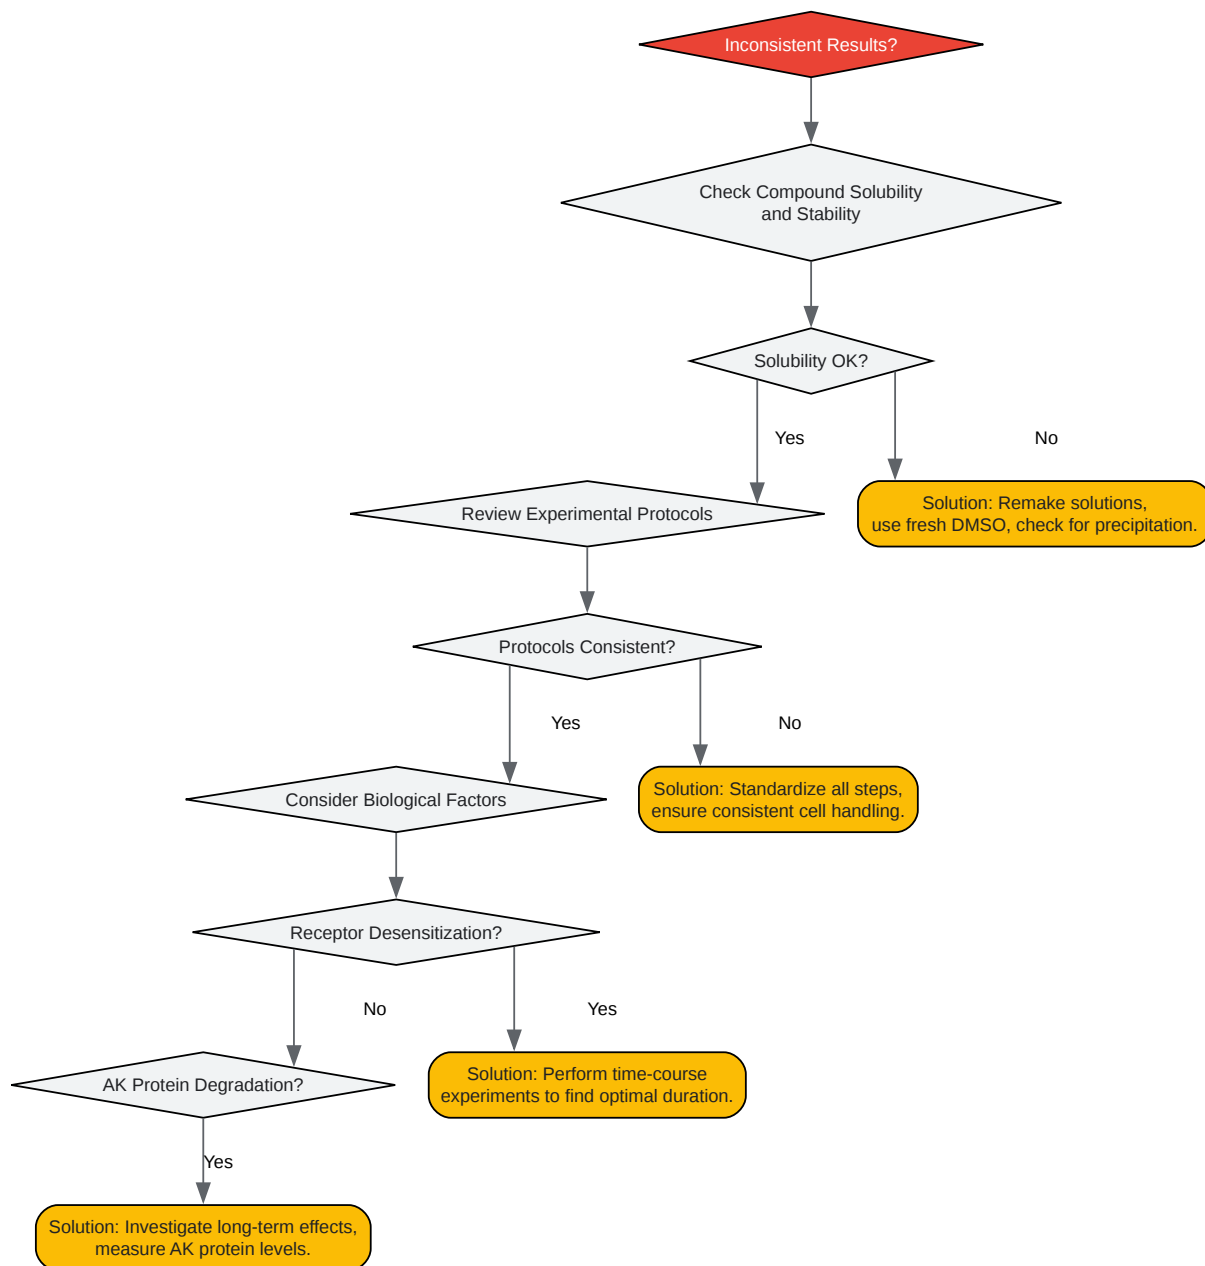 Inconsistent Results?
Check Compound Solubility
and Stability
Solubility OK?
Yes
No
Review Experimental Protocols
Solution: Remake solutions,
use fresh DMSO, check for precipitation.
Protocols Consistent?
Yes
No
Consider Biological Factors
Solution: Standardize all steps,
ensure consistent cell handling.
Receptor Desensitization?
No
Yes
AK Protein Degradation?
Solution: Perform time-course
experiments to find optimal duration.
Yes
Solution: Investigate long-term effects,
measure AK protein levels.